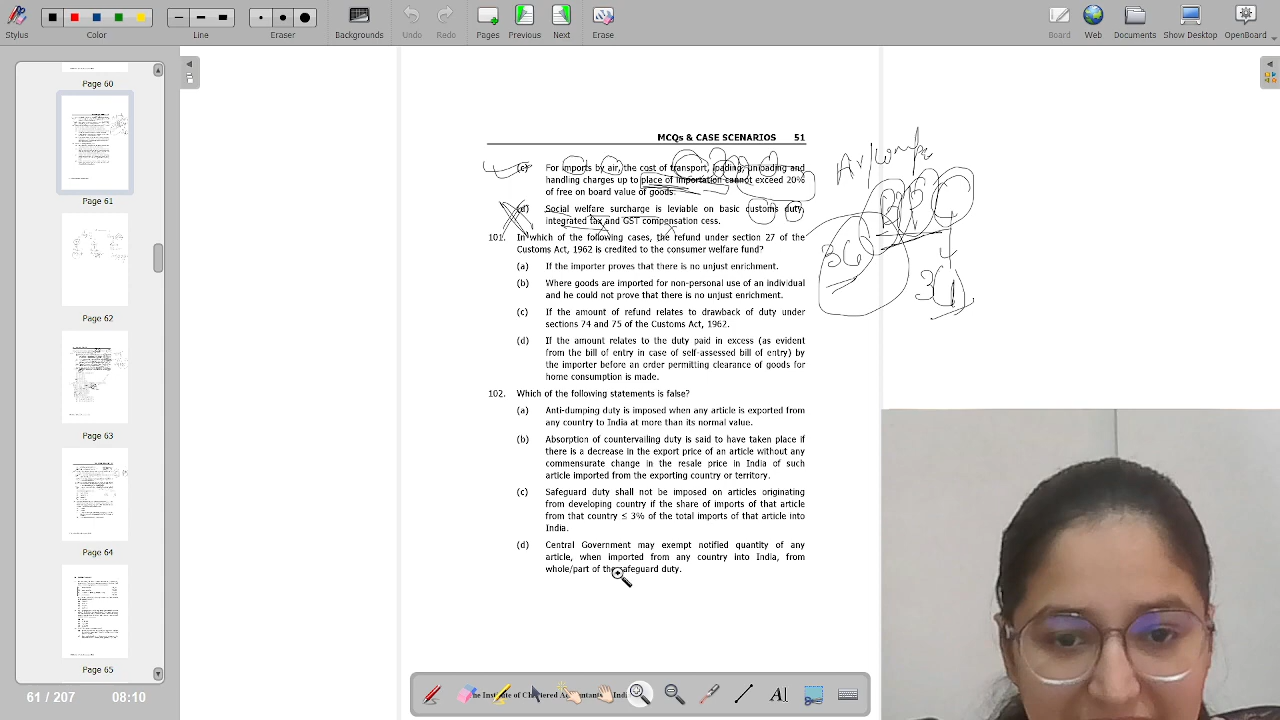 Stylus
Color
Line
Eraser
Backgrounds
Undo
Redo
Pages
Previous
Next
Erase
Board
Web
Documents
Show Desktop
OpenBoard
Page 60
Page 61
Page 62
Page 63
Page 64
Page 65
61 / 207
08:10
MCQs & CASE SCENARIOS 51
(c) For imports by air, the cost of transport, loading, unloading and
handling charges up to place of importation cannot exceed 20%
of free on board value of goods.
(d) Social welfare surcharge is leviable on basic customs duty,
integrated tax and GST compensation cess.
101. In which of the following cases, the refund under section 27 of the
Customs Act, 1962 is credited to the consumer welfare fund?
(a) If the importer proves that there is no unjust enrichment.
(b) Where goods are imported for non-personal use of an individual
and he could not prove that there is no unjust enrichment.
(c) If the amount of refund relates to drawback of duty under
sections 74 and 75 of the Customs Act, 1962.
(d) If the amount relates to the duty paid in excess (as evident
from the bill of entry in case of self-assessed bill of entry) by
the importer before an order permitting clearance of goods for
home consumption is made.
102. Which of the following statements is false?
(a) Anti-dumping duty is imposed when any article is exported from
any country to India at more than its normal value.
(b) Absorption of countervailing duty is said to have taken place if
there is a decrease in the export price of an article without any
commensurate change in the resale price in India of such
article imported from the exporting country or territory.
(c) Safeguard duty shall not be imposed on articles originating
from developing country if the share of imports of that article
from that country ≤ 3% of the total imports of that article into
India.
(d) Central Government may exempt notified quantity of any
article, when imported from any country into India, from
whole/part of the safeguard duty.